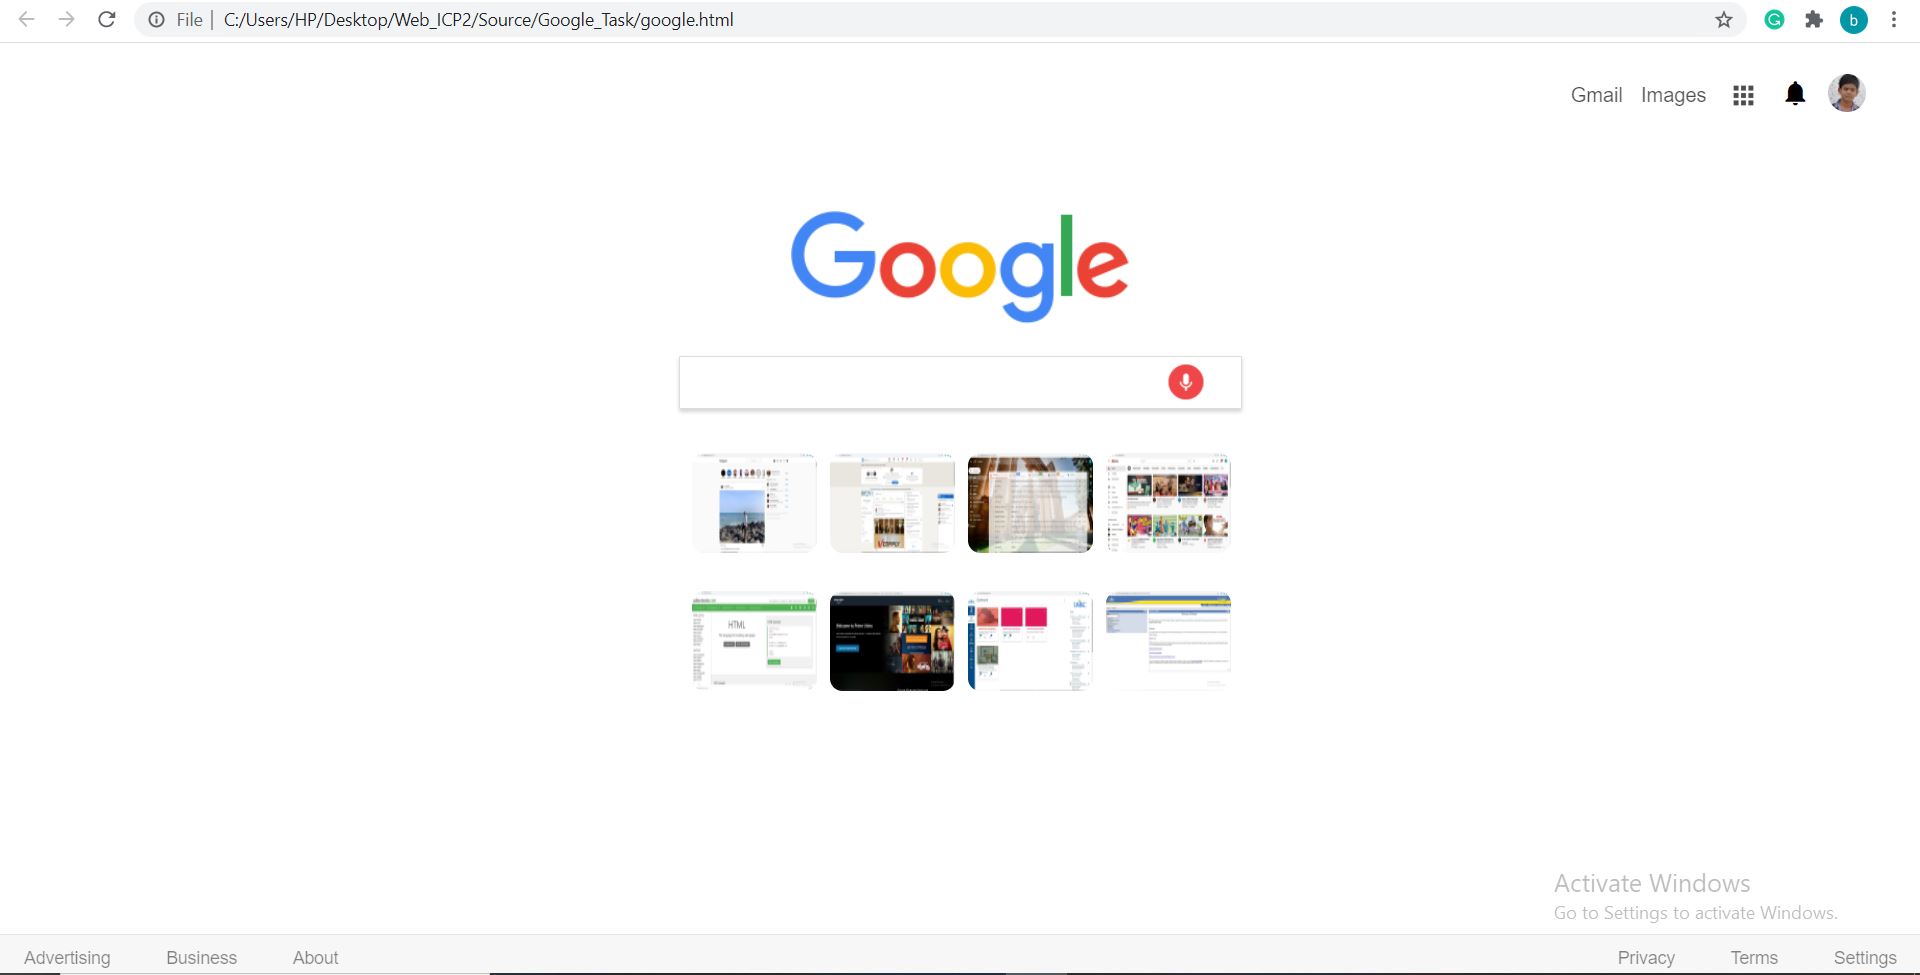 File | C:/Users/HP/Desktop/Web_ICP2/Source/Google_Task/google.html
b
Gmail Images
Google
HTML
Activate Windows
Go to Settings to activate Windows.
Advertising Business About Privacy Terms Settings